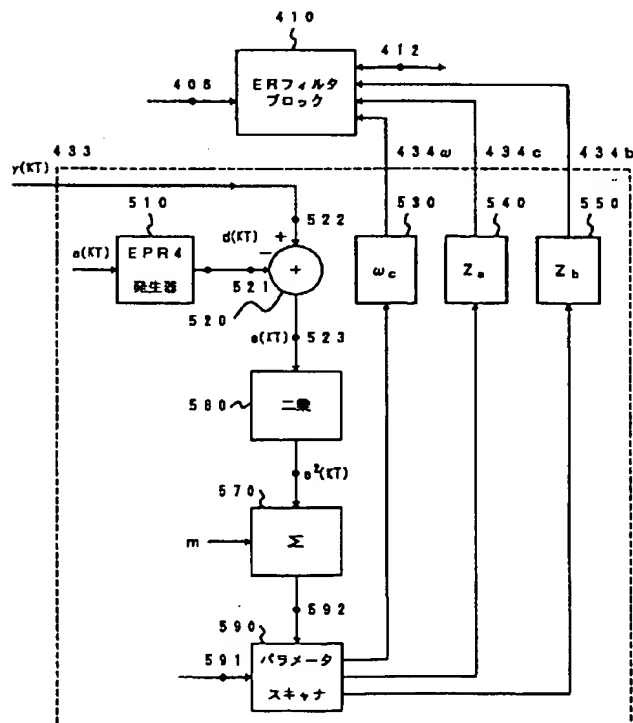 410
412
ERフィルタ
ブロック
406
433
434ω
434c
434b
y(KT)
510
522
530
540
550
d(KT)
+
a(KT)
EPR4
発生器
−
+
ωc
Za
Zb
521
520
e(KT)
523
580
二乗
e²(KT)
570
m
Σ
592
590
591
パラメータ
スキャナ